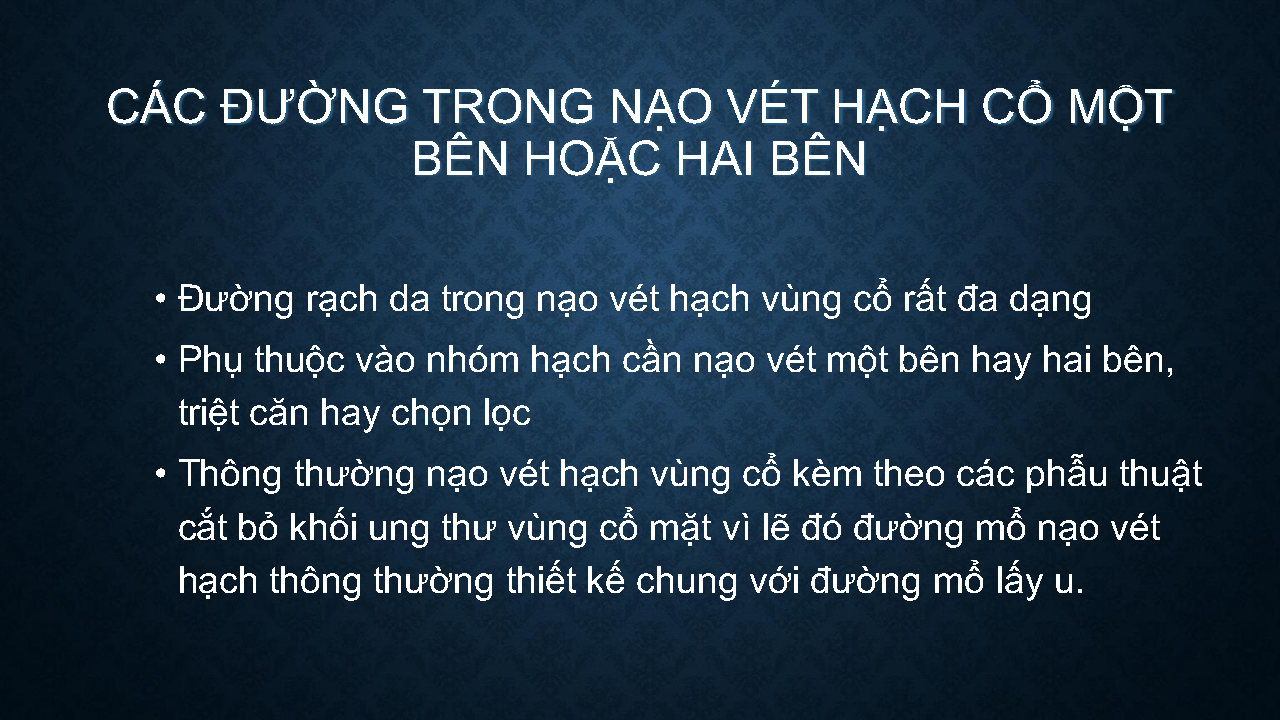 CÁC ĐƯỜNG TRONG NẠO VÉT HẠCH CỔ MỘT
BÊN HOẶC HAI BÊN
• Đường rạch da trong nạo vét hạch vùng cổ rất đa dạng
• Phụ thuộc vào nhóm hạch cần nạo vét một bên hay hai bên,
triệt căn hay chọn lọc
• Thông thường nạo vét hạch vùng cổ kèm theo các phẫu thuật
cắt bỏ khối ung thư vùng cổ mặt vì lẽ đó đường mổ nạo vét
hạch thông thường thiết kế chung với đường mổ lấy u.